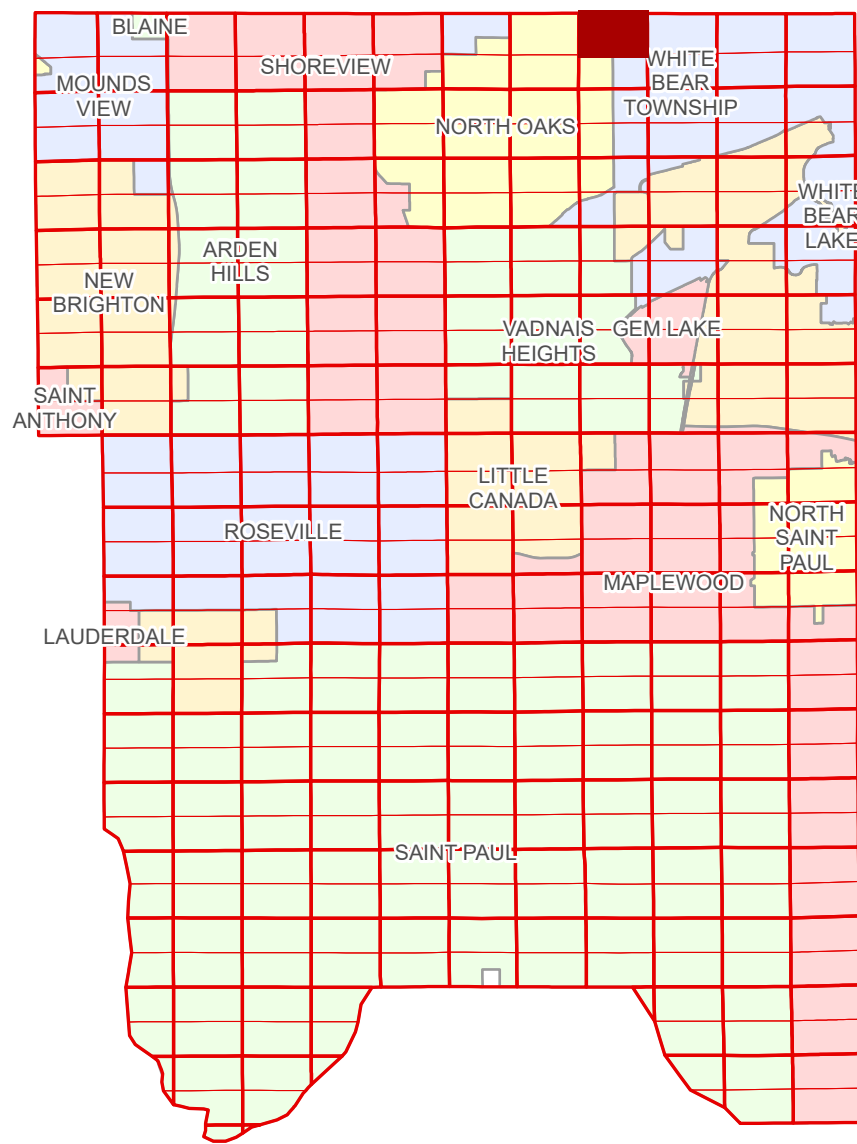 BLAINE
SHOREVIEW
WHITE
BEAR
TOWNSHIP
MOUNDS
VIEW
NORTH OAKS
WHITE
BEAR
LAKE
ARDEN
HILLS
NEW
BRIGHTON
VADNAIS
HEIGHTS
GEM LAKE
SAINT
ANTHONY
LITTLE
CANADA
NORTH
SAINT
PAUL
ROSEVILLE
MAPLEWOOD
LAUDERDALE
SAINT PAUL